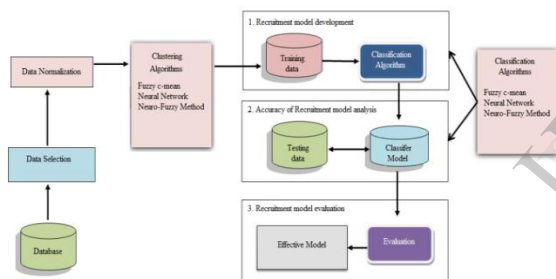 Data Normalization
Data Selection
Database
Clustering
Algorithms
Fuzzy c-mean
Neural Network
Neuro-Fuzzy Method
1. Recruitment model development
Training
data
Classification
Algorithm
2. Accuracy of Recruitment model analysis
Testing
data
Classifer
Model
3. Recruitment model evaluation
Effective Model
Evaluation
Classification
Algorithms
Fuzzy c-mean
Neural Network
Neuro-Fuzzy Method